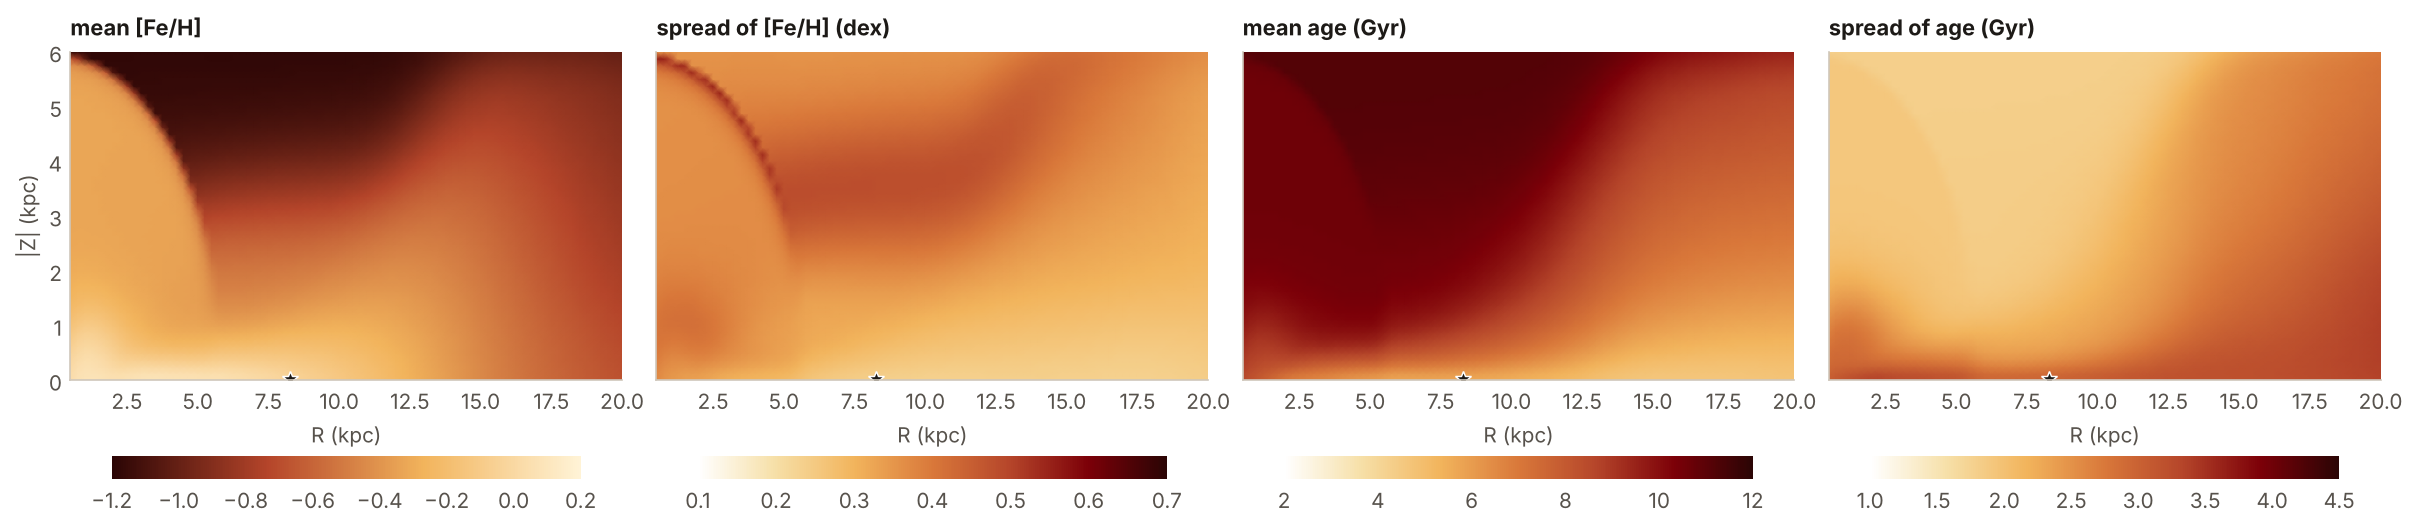 mean [Fe/H]
spread of [Fe/H] (dex)
mean age (Gyr)
spread of age (Gyr)
|Z| (kpc)
6
5
4
3
2
1
0
2.5 5.0 7.5 10.0 12.5 15.0 17.5 20.0
2.5 5.0 7.5 10.0 12.5 15.0 17.5 20.0
2.5 5.0 7.5 10.0 12.5 15.0 17.5 20.0
2.5 5.0 7.5 10.0 12.5 15.0 17.5 20.0
R (kpc)
R (kpc)
R (kpc)
R (kpc)
−1.2 −1.0 −0.8 −0.6 −0.4 −0.2 0.0 0.2
0.1 0.2 0.3 0.4 0.5 0.6 0.7
2 4 6 8 10 12
1.0 1.5 2.0 2.5 3.0 3.5 4.0 4.5